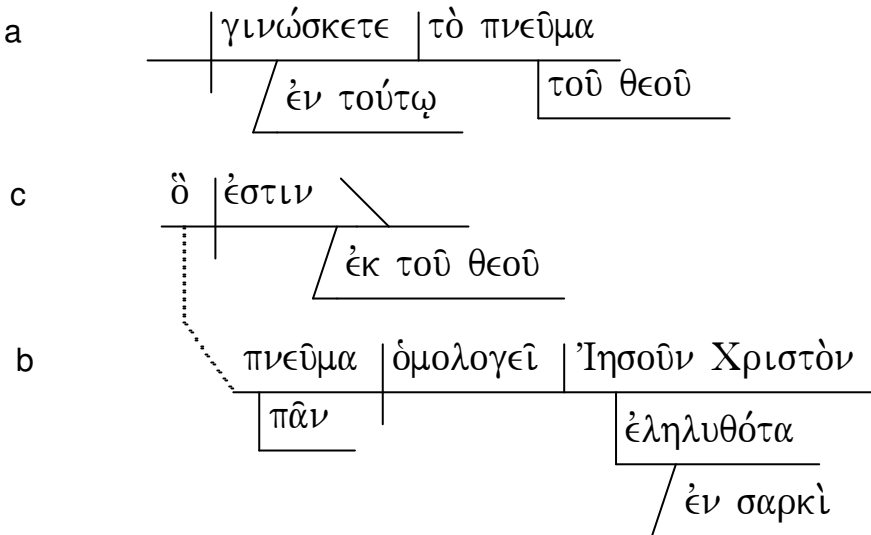 a γινώσκετε τὸ πνεῦμα
ἐν τούτῳ τοῦ θεοῦ
c ὃ ἐστιν
ἐκ τοῦ θεοῦ
b πνεῦμα ὁμολογεῖ Ἰησοῦν Χριστὸν
πᾶν ἐληλυθότα
ἐν σαρκὶ